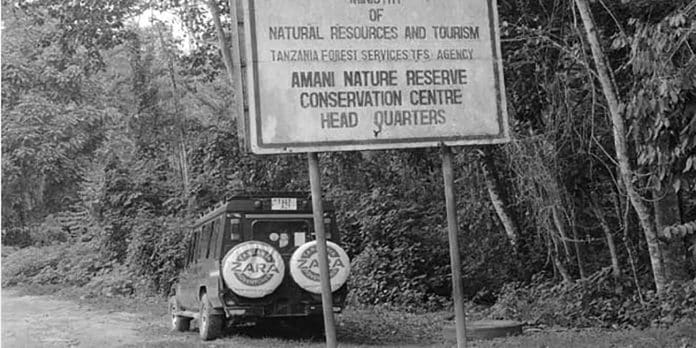 MINISTRY
OF
NATURAL RESOURCES AND TOURISM
TANZANIA FOREST SERVICES TFS) AGENCY
AMANI NATURE RESERVE
CONSERVATION CENTRE
HEAD QUARTERS
ZARA
ZARA